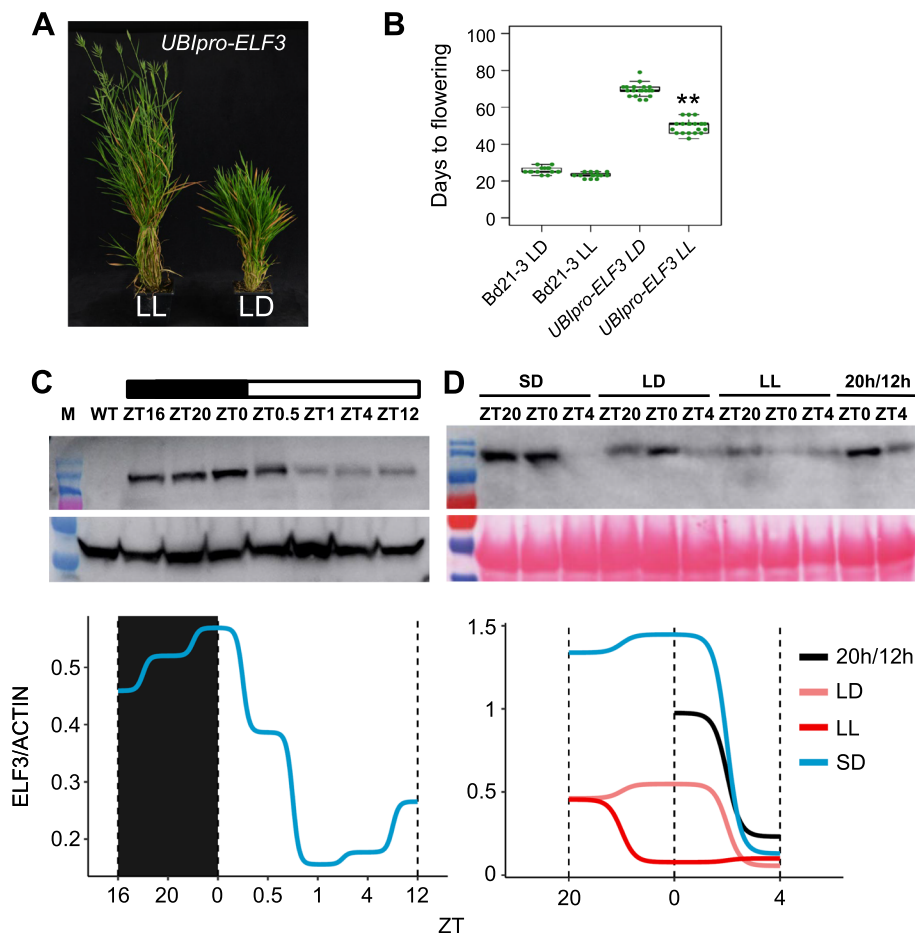 A
UBIpro-ELF3
LL
LD
B
Days to flowering
100
80
60
40
20
0
**
Bd21-3 LD
Bd21-3 LL
UBIpro-ELF3 LD
UBIpro-ELF3 LL
C
M WT ZT16 ZT20 ZT0 ZT0.5 ZT1 ZT4 ZT12
D
SD LD LL 20h/12h
ZT20 ZT0 ZT4 ZT20 ZT0 ZT4 ZT20 ZT0 ZT4 ZT0 ZT4
ELF3/ACTIN
0.5
0.4
0.3
0.2
16 20 0 0.5 1 4 12
1.5
1
0.5
0
20 0 4
20h/12h
LD
LL
SD
ZT